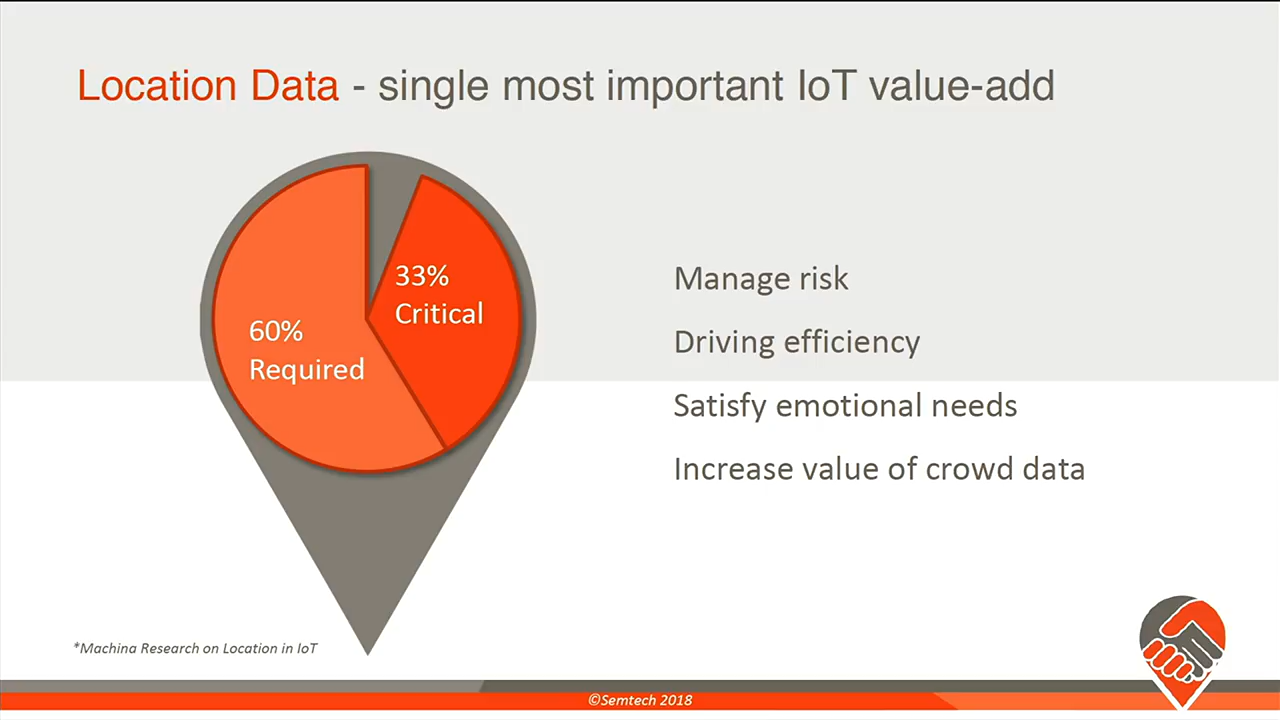 Location Data - single most important IoT value-add
33%
Critical
60%
Required
Manage risk
Driving efficiency
Satisfy emotional needs
Increase value of crowd data
*Machina Research on Location in IoT
©Semtech 2018